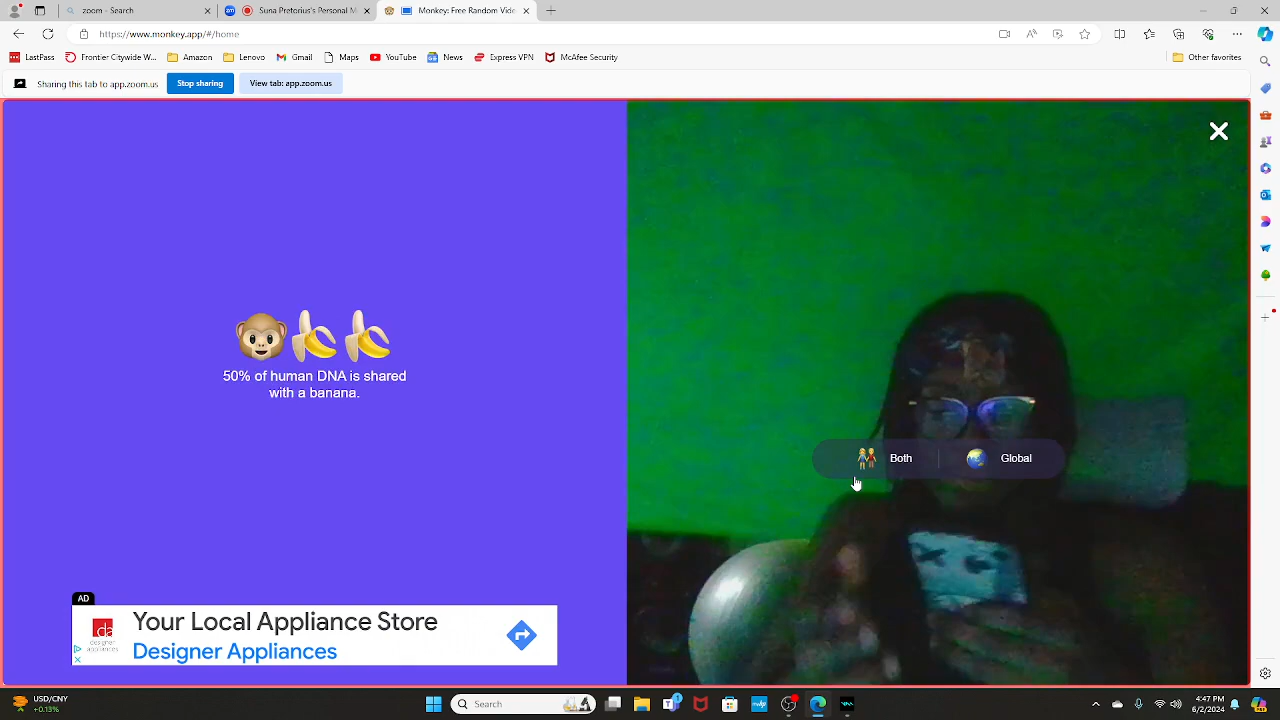 zoom - Search
Suna Pretorius's Personal M
Monkey: Free Random Vide
https://www.monkey.app/#/home
LastPass
Frontier Citywide W...
Amazon
Lenovo
Gmail
Maps
YouTube
News
Express VPN
McAfee Security
Other favorites
Sharing this tab to app.zoom.us
Stop sharing
View tab: app.zoom.us
50% of human DNA is shared
with a banana.
Both
Global
AD
Your Local Appliance Store
Designer Appliances
da
designer
appliances
USD/CNY
+0.13%
Search
4:47 PM
6/2/2024